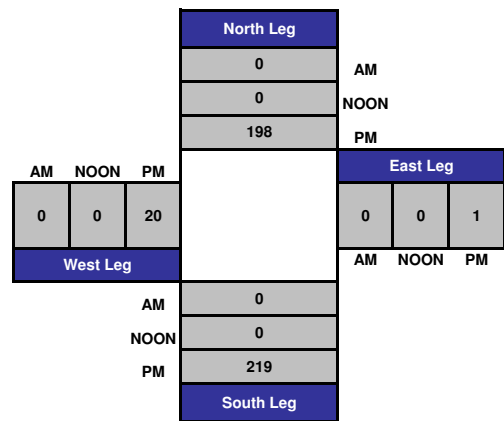 North Leg
0 AM
0 NOON
198 PM
AM NOON PM East Leg
0 0 20 0 0 1
West Leg AM NOON PM
AM 0
NOON 0
PM 219
South Leg